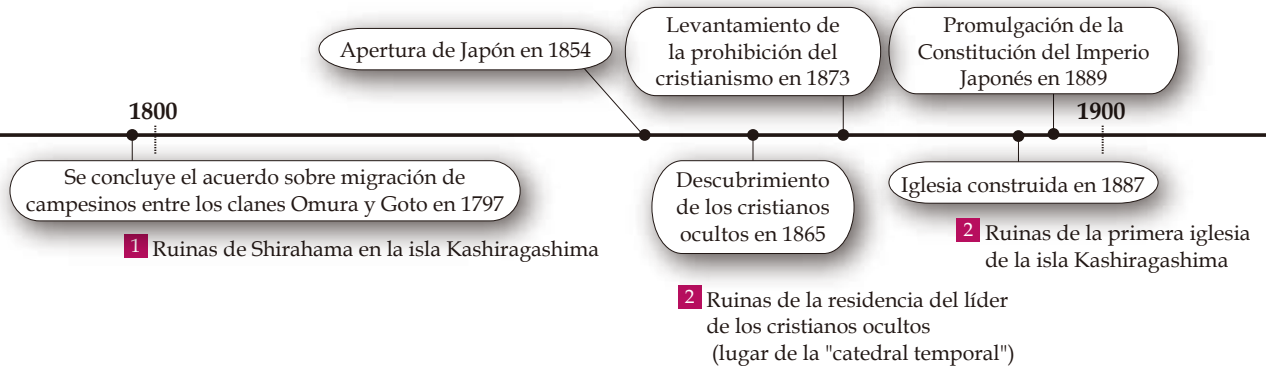 Apertura de Japón en 1854
Levantamiento de
la prohibición del
cristianismo en 1873
Promulgación de la
Constitución del Imperio
Japonés en 1889
1800
1900
Se concluye el acuerdo sobre migración de
campesinos entre los clanes Omura y Goto en 1797
1 Ruinas de Shirahama en la isla Kashiragashima
Descubrimiento
de los cristianos
ocultos en 1865
2 Ruinas de la residencia del líder
de los cristianos ocultos
(lugar de la "catedral temporal")
Iglesia construida en 1887
2 Ruinas de la primera iglesia
de la isla Kashiragashima